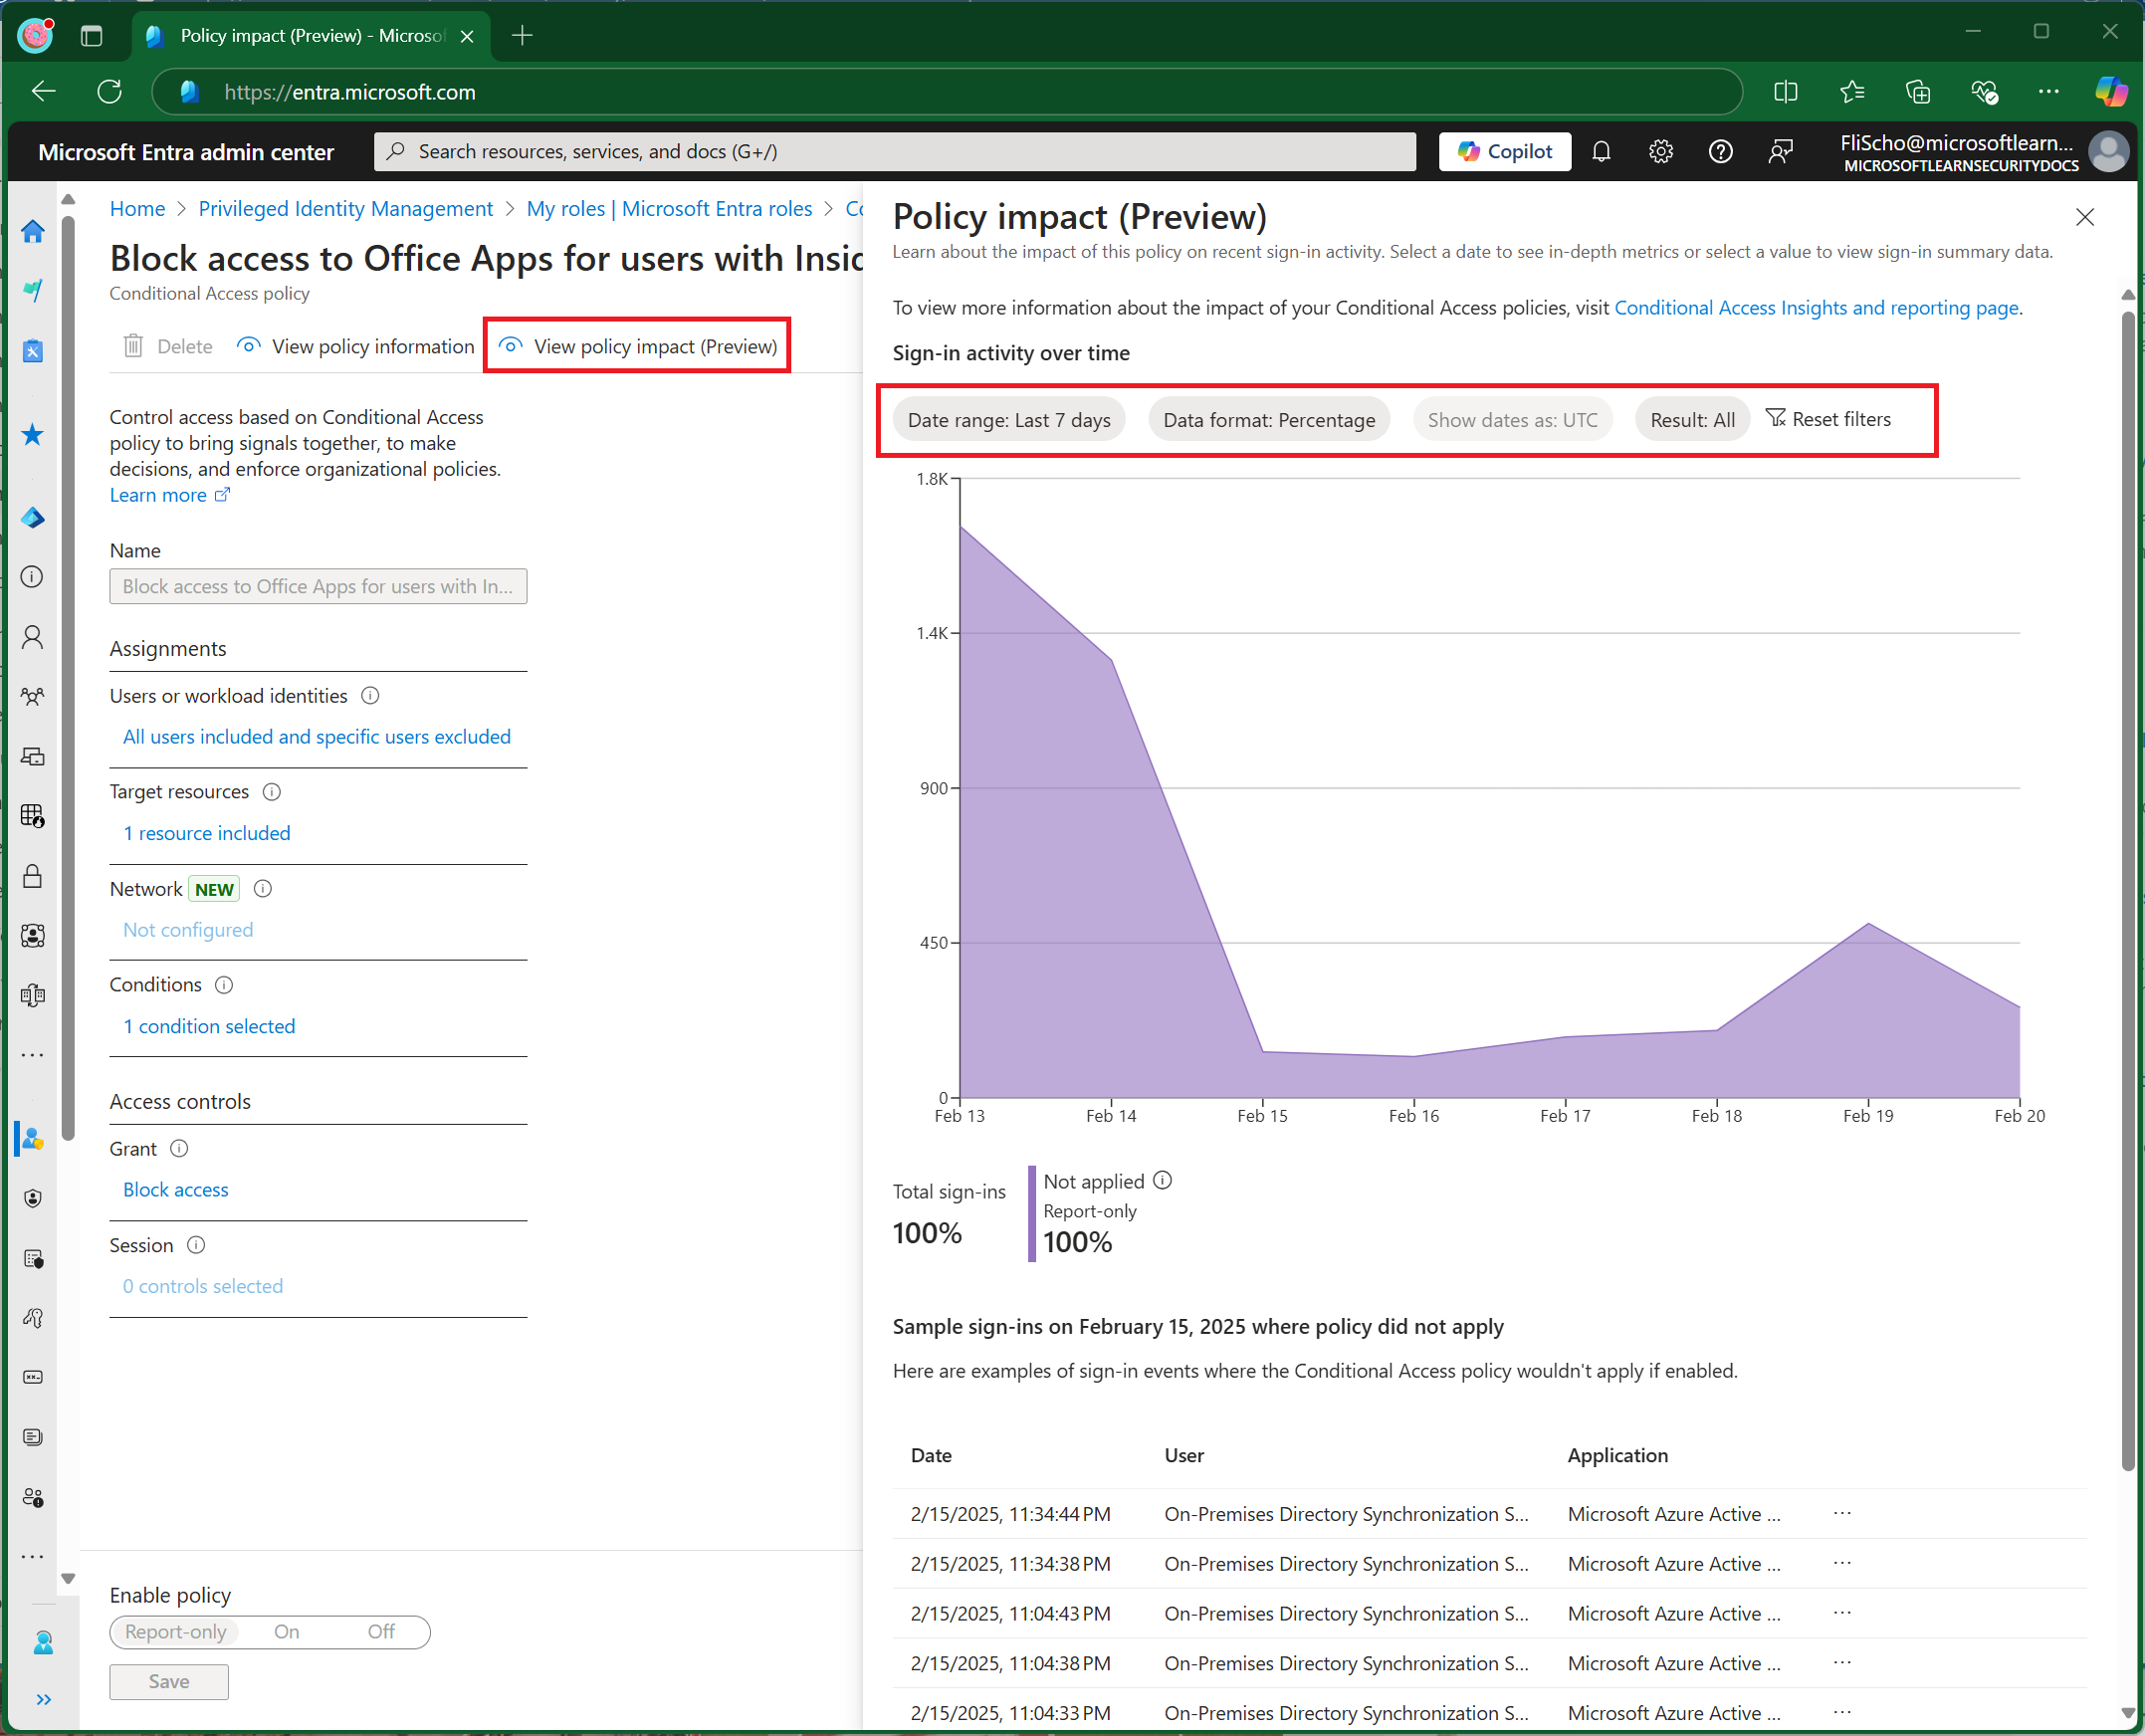 Policy impact (Preview) - Microso
https://entra.microsoft.com
Microsoft Entra admin center
Search resources, services, and docs (G+/)
Copilot
FliScho@microsoftlearn...
MICROSOFTLEARNSECURITYDOCS
Home > Privileged Identity Management > My roles | Microsoft Entra roles > Co
Block access to Office Apps for users with Insid
Conditional Access policy
Delete
View policy information
View policy impact (Preview)
Control access based on Conditional Access
policy to bring signals together, to make
decisions, and enforce organizational policies.
Learn more
Name
Block access to Office Apps for users with In...
Assignments
Users or workload identities
All users included and specific users excluded
Target resources
1 resource included
Network NEW
Not configured
Conditions
1 condition selected
Access controls
Grant
Block access
Session
0 controls selected
Enable policy
Report-only On Off
Save
Policy impact (Preview)
Learn about the impact of this policy on recent sign-in activity. Select a date to see in-depth metrics or select a value to view sign-in summary data.
To view more information about the impact of your Conditional Access policies, visit Conditional Access Insights and reporting page.
Sign-in activity over time
Date range: Last 7 days
Data format: Percentage
Show dates as: UTC
Result: All
Reset filters
1.8K
1.4K
900
450
0
Feb 13 Feb 14 Feb 15 Feb 16 Feb 17 Feb 18 Feb 19 Feb 20
Total sign-ins
100%
Not applied
Report-only
100%
Sample sign-ins on February 15, 2025 where policy did not apply
Here are examples of sign-in events where the Conditional Access policy wouldn't apply if enabled.
Date User Application
2/15/2025, 11:34:44 PM On-Premises Directory Synchronization S... Microsoft Azure Active ... ...
2/15/2025, 11:34:38 PM On-Premises Directory Synchronization S... Microsoft Azure Active ... ...
2/15/2025, 11:04:43 PM On-Premises Directory Synchronization S... Microsoft Azure Active ... ...
2/15/2025, 11:04:38 PM On-Premises Directory Synchronization S... Microsoft Azure Active ... ...
2/15/2025, 11:04:33 PM On-Premises Directory Synchronization S... Microsoft Azure Active ... ...